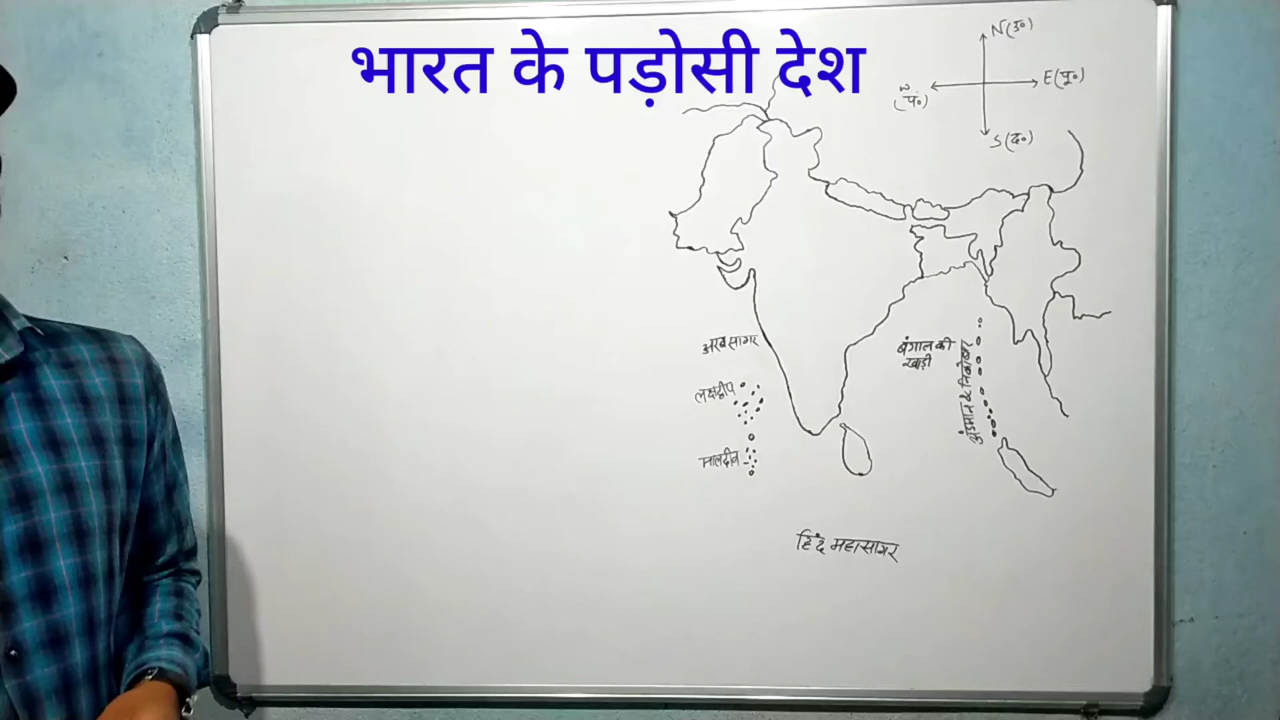 भारत के पड़ोसी देश
N(उ०)
W
(प०)
E(पू०)
S(द०)
अरब सागर
बंगाल की
खाड़ी
अंडमान व निकोबार
लक्षद्वीप
मालदीव
हिंद महासागर